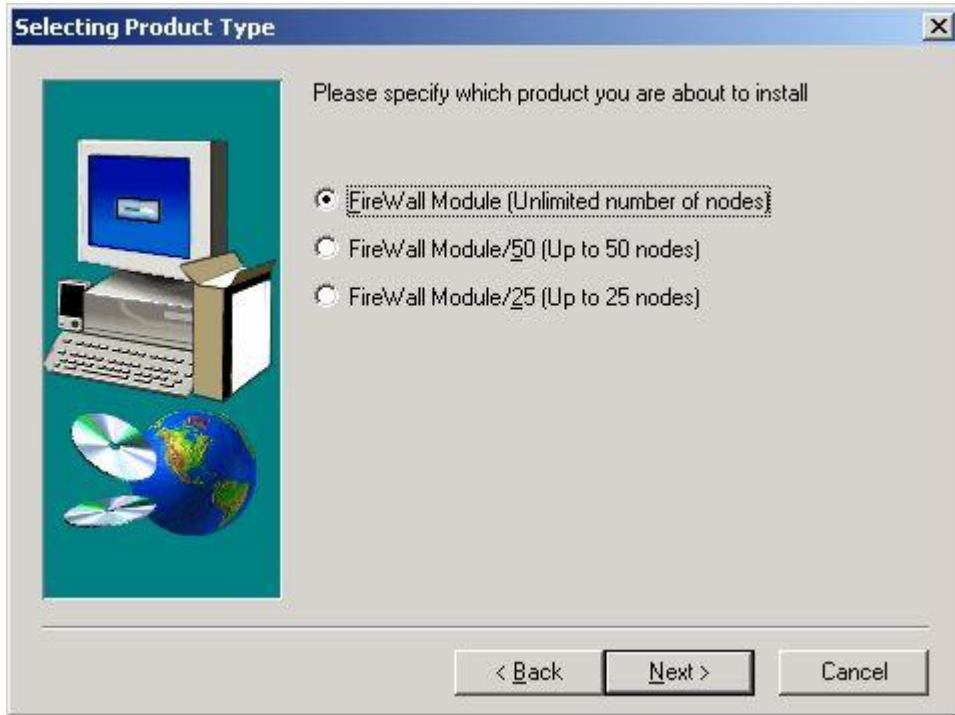 Selecting Product Type
Please specify which product you are about to install
FireWall Module (Unlimited number of nodes)
FireWall Module/50 (Up to 50 nodes)
FireWall Module/25 (Up to 25 nodes)
< Back
Next >
Cancel